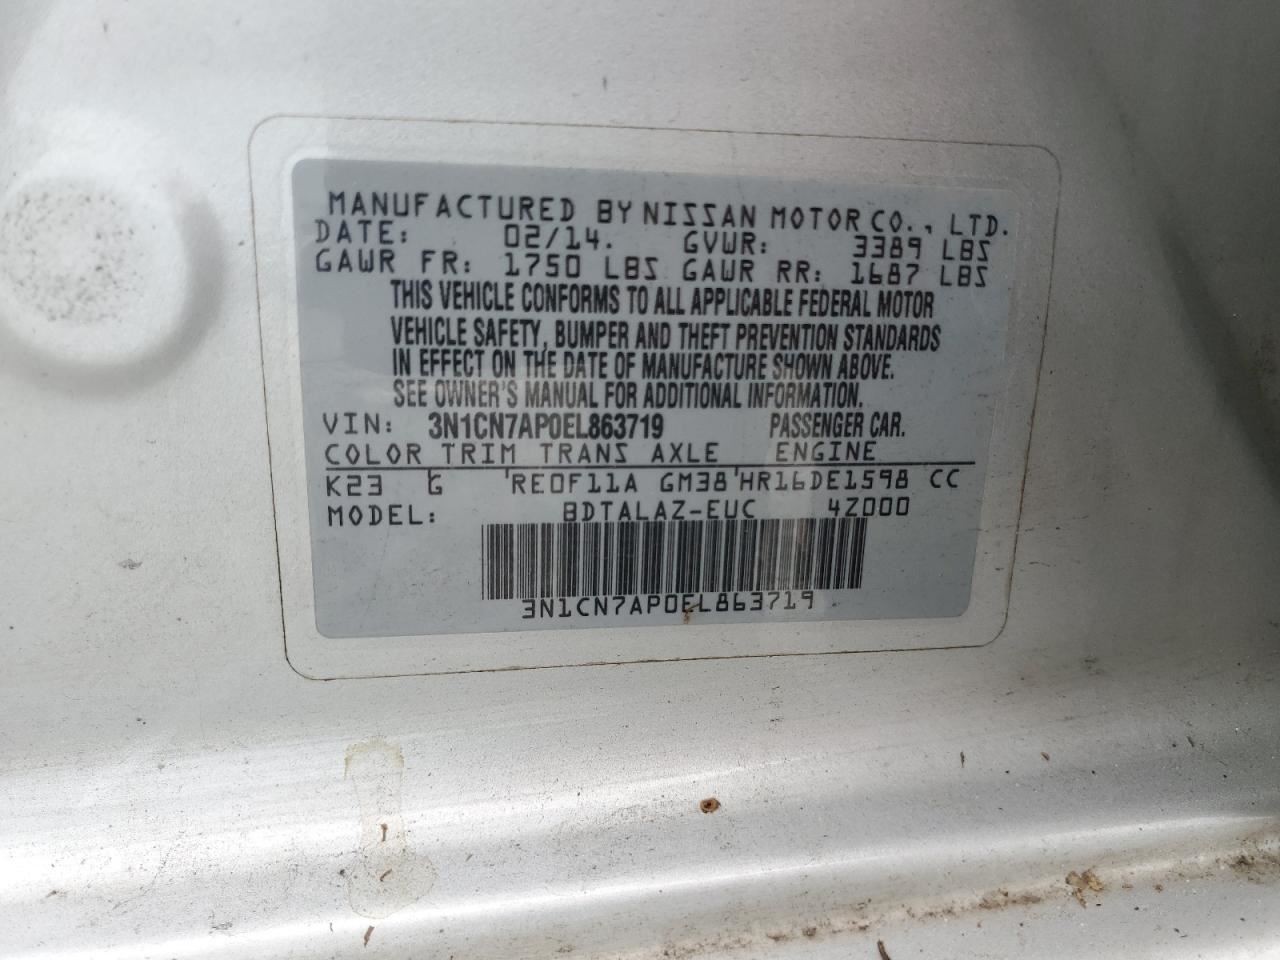 MANUFACTURED BY NISSAN MOTOR CO., LTD.
DATE: 02/14. GVWR: 3389 LBS
GAWR FR: 1750 LBS GAWR RR: 1687 LBS
THIS VEHICLE CONFORMS TO ALL APPLICABLE FEDERAL MOTOR
VEHICLE SAFETY, BUMPER AND THEFT PREVENTION STANDARDS
IN EFFECT ON THE DATE OF MANUFACTURE SHOWN ABOVE.
SEE OWNER'S MANUAL FOR ADDITIONAL INFORMATION.
VIN: 3N1CN7AP0EL863719 PASSENGER CAR.
COLOR TRIM TRANS AXLE ENGINE
K23 G RE0F11A GM38 HR16DE1598 CC
MODEL: BDTALAZ-EUC 4Z000
3N1CN7AP0EL863719